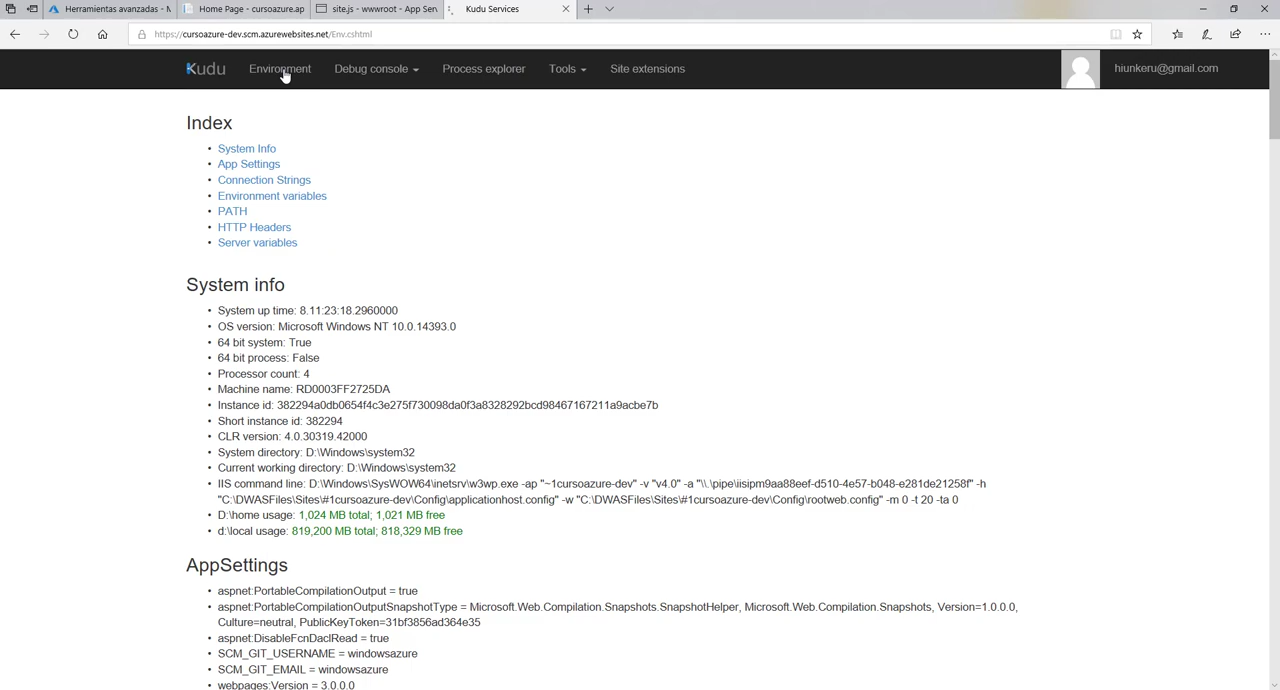 Herramientas avanzadas - M
Home Page - cursoazure.ap
site.js - wwwroot - App Serv
Kudu Services
https://cursoazure-dev.scm.azurewebsites.net/Env.cshtml
Kudu Environment Debug console Process explorer Tools Site extensions hiunkeru@gmail.com
Index
• System Info
• App Settings
• Connection Strings
• Environment variables
• PATH
• HTTP Headers
• Server variables
System info
• System up time: 8.11:23:18.2960000
• OS version: Microsoft Windows NT 10.0.14393.0
• 64 bit system: True
• 64 bit process: False
• Processor count: 4
• Machine name: RD0003FF2725DA
• Instance id: 382294a0db0654f4c3e275f730098da0f3a8328292bcd98467167211a9acbe7b
• Short instance id: 382294
• CLR version: 4.0.30319.42000
• System directory: D:\Windows\system32
• Current working directory: D:\Windows\system32
• IIS command line: D:\Windows\SysWOW64\inetsrv\w3wp.exe -ap "~1cursoazure-dev" -v "v4.0" -a "\\.\pipe\iisipm9aa88eef-d510-4e57-b048-e281de21258f" -h
"C:\DWASFiles\Sites\#1cursoazure-dev\Config\applicationhost.config" -w "C:\DWASFiles\Sites\#1cursoazure-dev\Config\rootweb.config" -m 0 -t 20 -ta 0
• D:\home usage: 1,024 MB total; 1,021 MB free
• d:\local usage: 819,200 MB total; 818,329 MB free
AppSettings
• aspnet:PortableCompilationOutput = true
• aspnet:PortableCompilationOutputSnapshotType = Microsoft.Web.Compilation.Snapshots.SnapshotHelper, Microsoft.Web.Compilation.Snapshots, Version=1.0.0.0,
Culture=neutral, PublicKeyToken=31bf3856ad364e35
• aspnet:DisableFcnDaclRead = true
• SCM_GIT_USERNAME = windowsazure
• SCM_GIT_EMAIL = windowsazure
• webpages:Version = 3.0.0.0